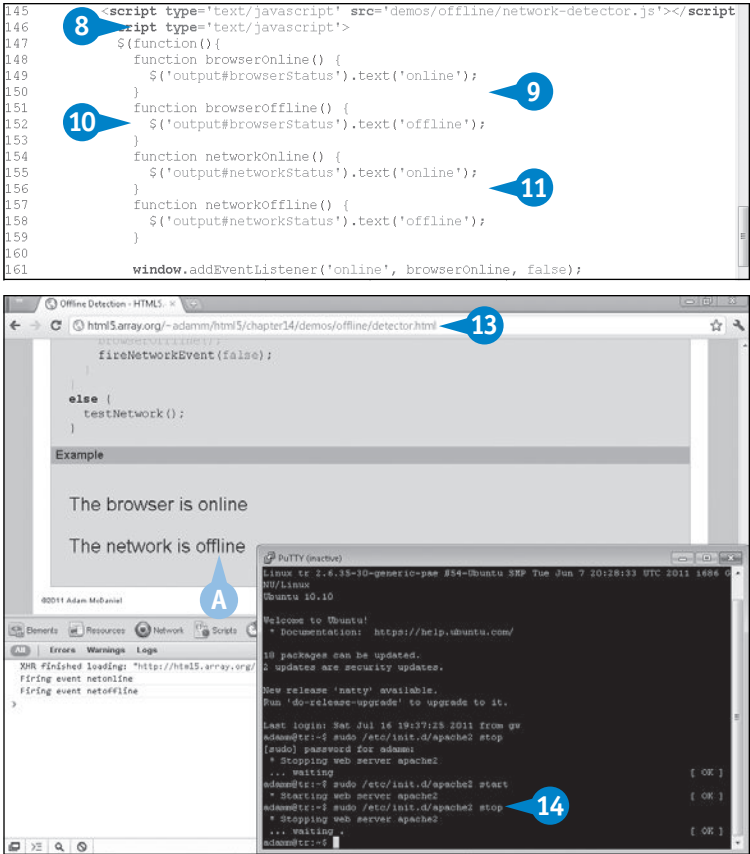 145 <script type='text/javascript' src='demos/offline/network-detector.js'></script
146 ript type='text/javascript'>
8
147 $(function(){
148 function browserOnline() {
149 $('output#browserStatus').text('online');
150 }
9
151 function browserOffline() {
152 $('output#browserStatus').text('offline');
10
153 }
154 function networkOnline() {
155 $('output#networkStatus').text('online');
156 }
11
157 function networkOffline() {
158 $('output#networkStatus').text('offline');
159 }
160
161 window.addEventListener('online', browserOnline, false);
Offline Detection - HTML5.
html5.array.org/~adamm/html5/chapter14/demos/offline/detector.html
13
browserOffline();
fireNetworkEvent(false);
}
}
else {
testNetwork();
}
Example
The browser is online
The network is offline
A
©2011 Adam McDaniel
Elements Resources Network Scripts
All Errors Warnings Logs
XHR finished loading: "http://html5.array.org/
Firing event netonline
Firing event netoffline
>
PuTTY (inactive)
Linux tr 2.6.35-30-generic-pae #54-Ubuntu SMP Tue Jun 7 20:28:33 UTC 2011 i686 G
NU/Linux
Ubuntu 10.10
Welcome to Ubuntu!
* Documentation: https://help.ubuntu.com/
18 packages can be updated.
2 updates are security updates.
New release 'natty' available.
Run 'do-release-upgrade' to upgrade to it.
Last login: Sat Jul 16 19:37:25 2011 from gw
adamm@tr:~$ sudo /etc/init.d/apache2 stop
[sudo] password for adamm:
* Stopping web server apache2
... waiting [ OK ]
adamm@tr:~$ sudo /etc/init.d/apache2 start
* Starting web server apache2 [ OK ]
adamm@tr:~$ sudo /etc/init.d/apache2 stop
14
* Stopping web server apache2
... waiting . [ OK ]
adamm@tr:~$